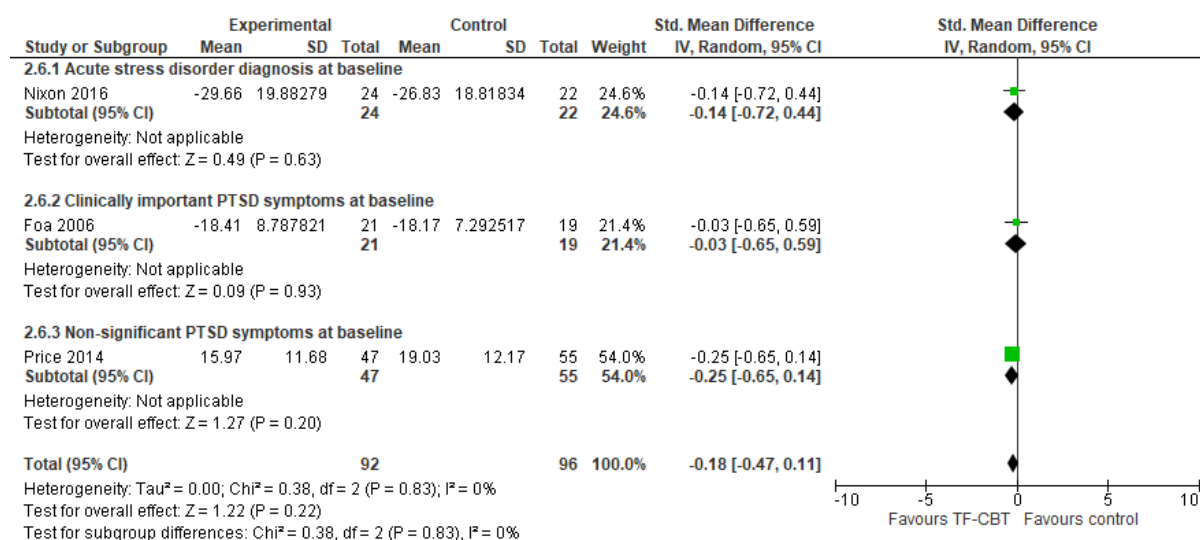 Experimental Control Std. Mean Difference Std. Mean Difference
Study or Subgroup Mean SD Total Mean SD Total Weight IV, Random, 95% CI IV, Random, 95% CI
2.6.1 Acute stress disorder diagnosis at baseline
Nixon 2016 -29.66 19.88279 24 -26.83 18.81834 22 24.6% -0.14 [-0.72, 0.44]
Subtotal (95% CI) 24 22 24.6% -0.14 [-0.72, 0.44]
Heterogeneity: Not applicable
Test for overall effect: Z = 0.49 (P = 0.63)
2.6.2 Clinically important PTSD symptoms at baseline
Foa 2006 -18.41 8.787821 21 -18.17 7.292517 19 21.4% -0.03 [-0.65, 0.59]
Subtotal (95% CI) 21 19 21.4% -0.03 [-0.65, 0.59]
Heterogeneity: Not applicable
Test for overall effect: Z = 0.09 (P = 0.93)
2.6.3 Non-significant PTSD symptoms at baseline
Price 2014 15.97 11.68 47 19.03 12.17 55 54.0% -0.25 [-0.65, 0.14]
Subtotal (95% CI) 47 55 54.0% -0.25 [-0.65, 0.14]
Heterogeneity: Not applicable
Test for overall effect: Z = 1.27 (P = 0.20)
Total (95% CI) 92 96 100.0% -0.18 [-0.47, 0.11]
Heterogeneity: Tau² = 0.00; Chi² = 0.38, df = 2 (P = 0.83); I² = 0%
Test for overall effect: Z = 1.22 (P = 0.22)
Test for subgroup differences: Chi² = 0.38, df = 2 (P = 0.83), I² = 0%
-10 -5 0 5 10
Favours TF-CBT Favours control